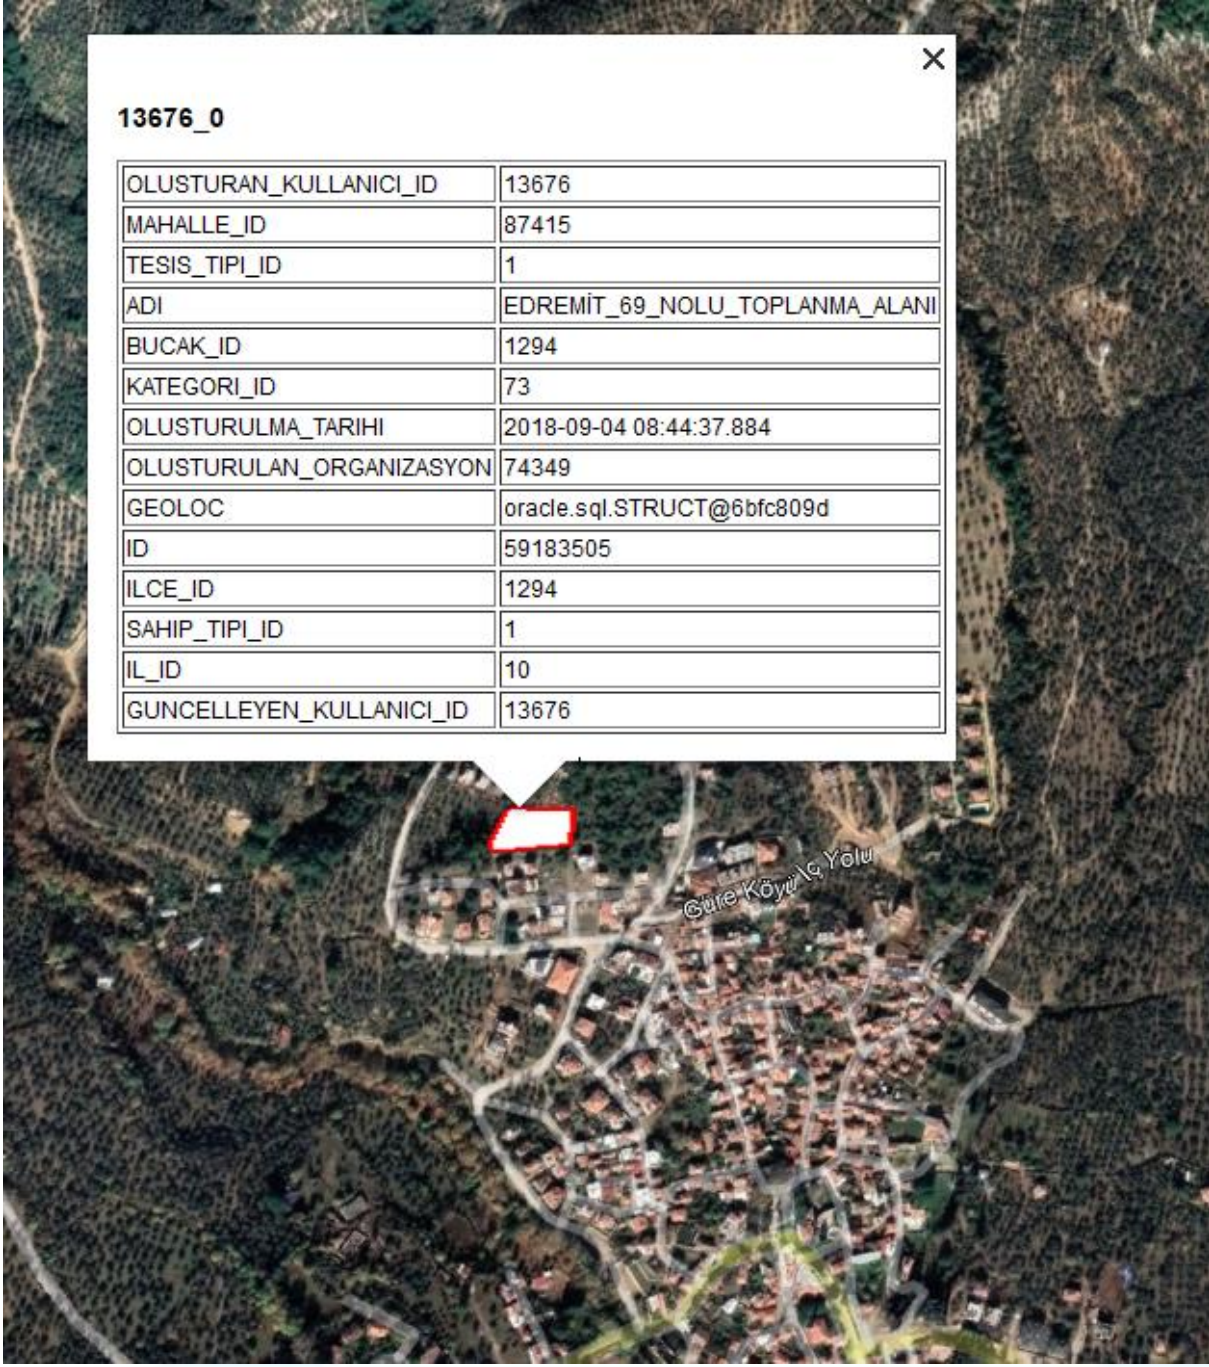 13676_0
OLUSTURAN_KULLANICI_ID 13676
MAHALLE_ID 87415
TESIS_TIPI_ID 1
ADI EDREMİT_69_NOLU_TOPLANMA_ALANI
BUCAK_ID 1294
KATEGORI_ID 73
OLUSTURULMA_TARIHI 2018-09-04 08:44:37.884
OLUSTURULAN_ORGANIZASYON 74349
GEOLOC oracle.sql.STRUCT@6bfc809d
ID 59183505
ILCE_ID 1294
SAHIP_TIPI_ID 1
IL_ID 10
GUNCELLEYEN_KULLANICI_ID 13676
Güre Köyü İç Yolu